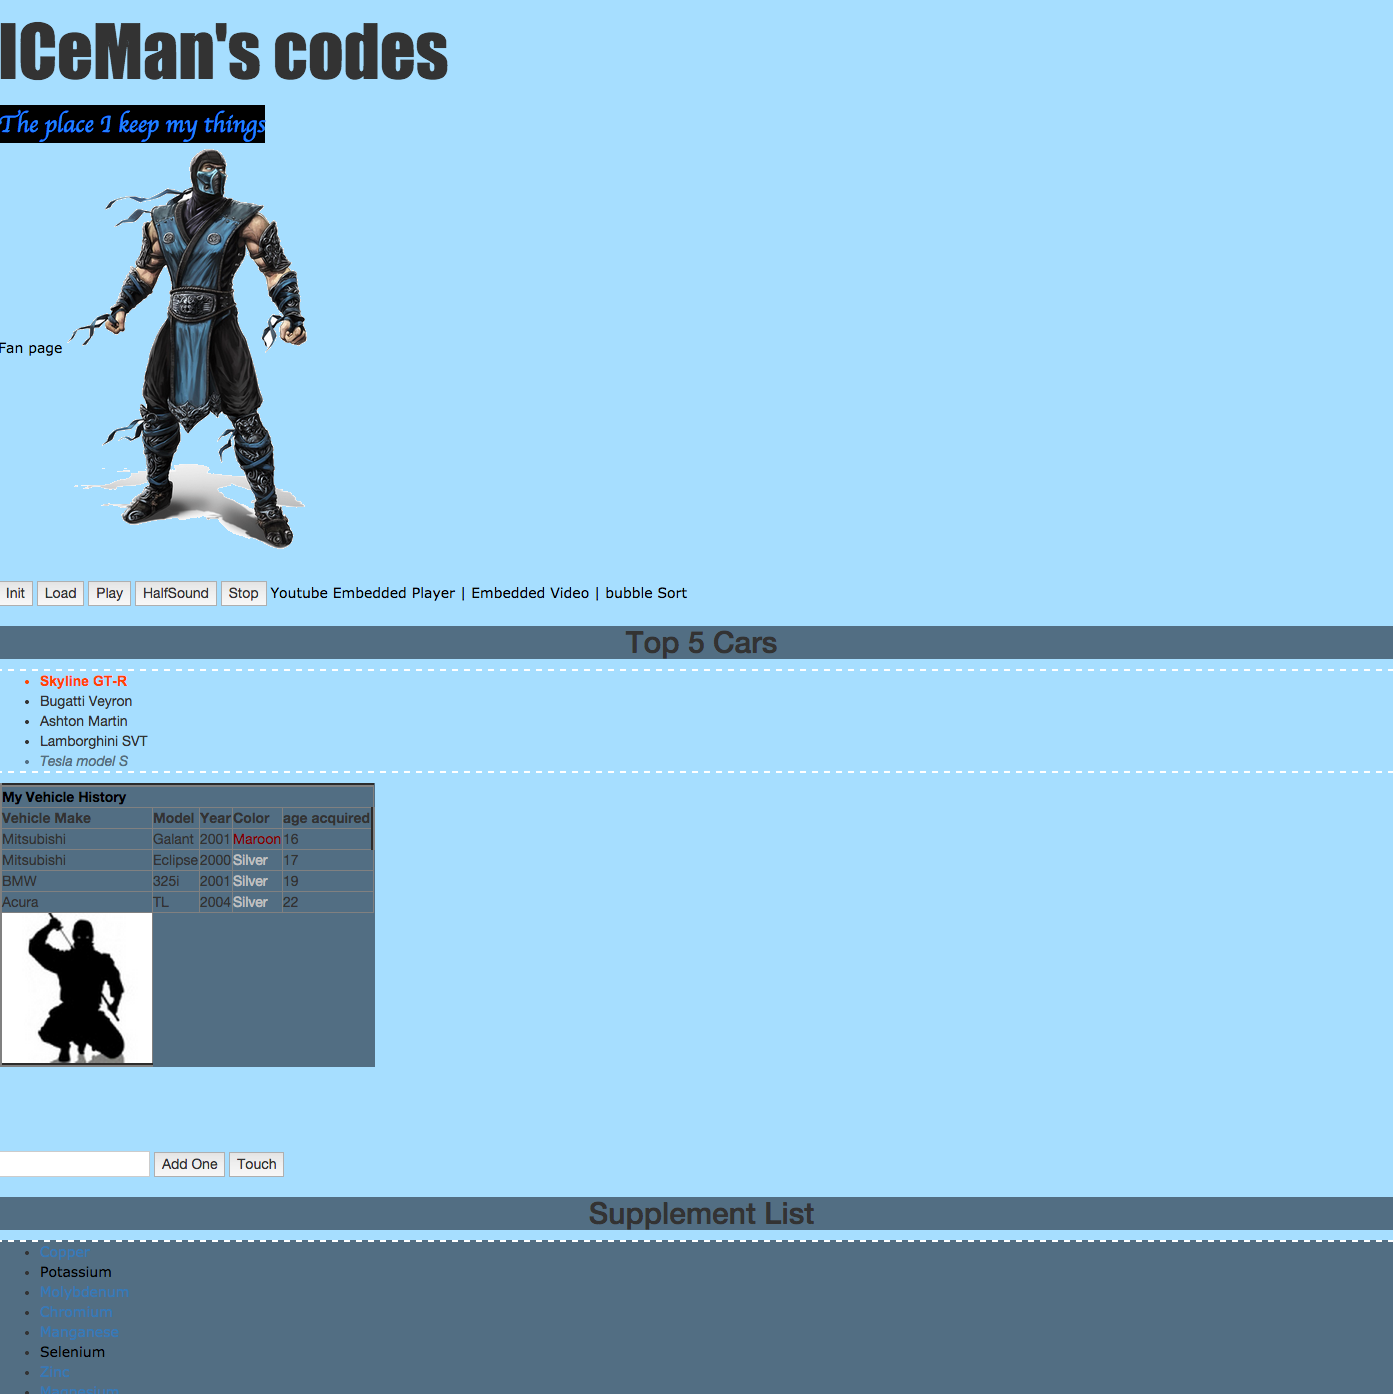 ICeMan's codes
The place I keep my things
Fan page
Init Load Play HalfSound Stop Youtube Embedded Player | Embedded Video | bubble Sort
Top 5 Cars
Skyline GT-R
Bugatti Veyron
Ashton Martin
Lamborghini SVT
Tesla model S
My Vehicle History
Vehicle Make Model Year Color age acquired
Mitsubishi Galant 2001 Maroon 16
Mitsubishi Eclipse 2000 Silver 17
BMW 325i 2001 Silver 19
Acura TL 2004 Silver 22
Add One Touch
Supplement List
Copper
Potassium
Molybdenum
Chromium
Manganese
Selenium
Zinc
Magnesium